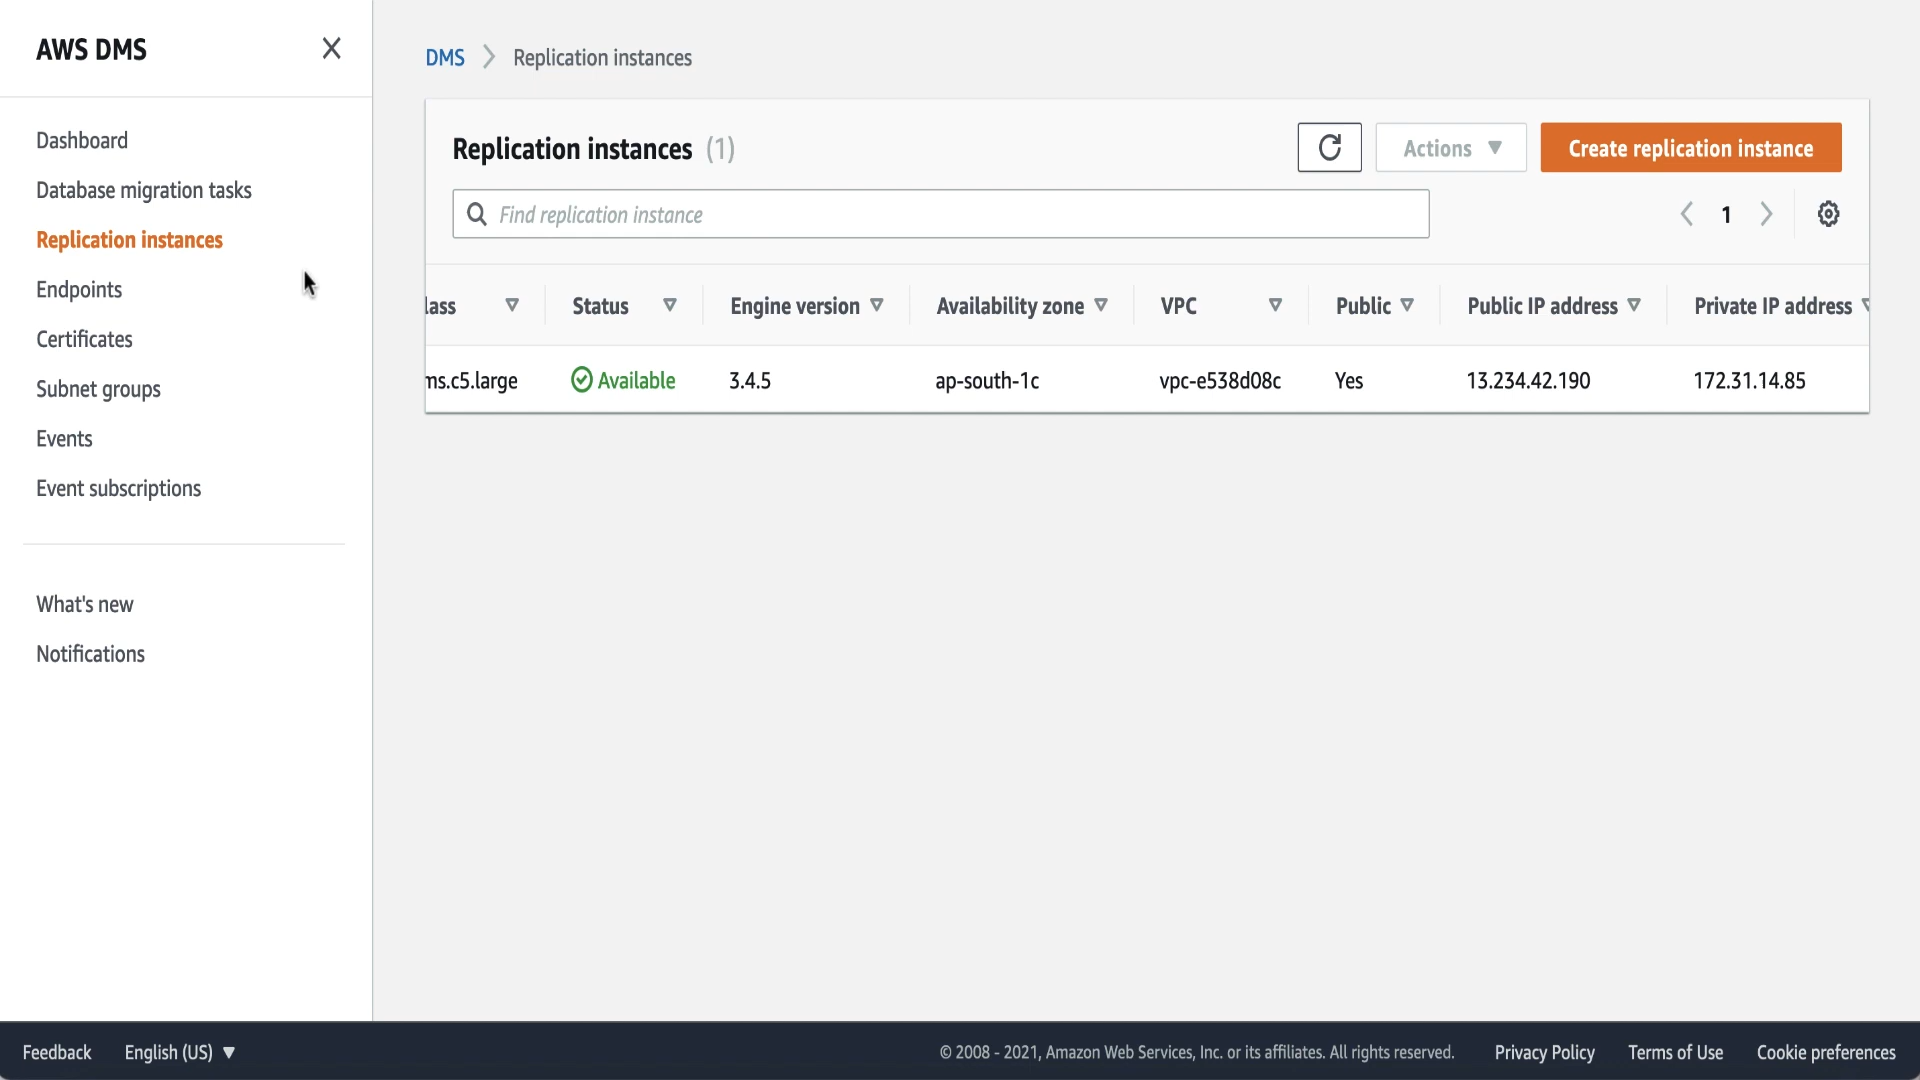 AWS DMS
Dashboard
Database migration tasks
Replication instances
Endpoints
Certificates
Subnet groups
Events
Event subscriptions
What's new
Notifications
DMS Replication instances
Replication instances (1)
Actions
Create replication instance
Find replication instance
1
lass Status Engine version Availability zone VPC Public Public IP address Private IP address
ms.c5.large Available 3.4.5 ap-south-1c vpc-e538d08c Yes 13.234.42.190 172.31.14.85
Feedback English (US) © 2008 - 2021, Amazon Web Services, Inc. or its affiliates. All rights reserved. Privacy Policy Terms of Use Cookie preferences